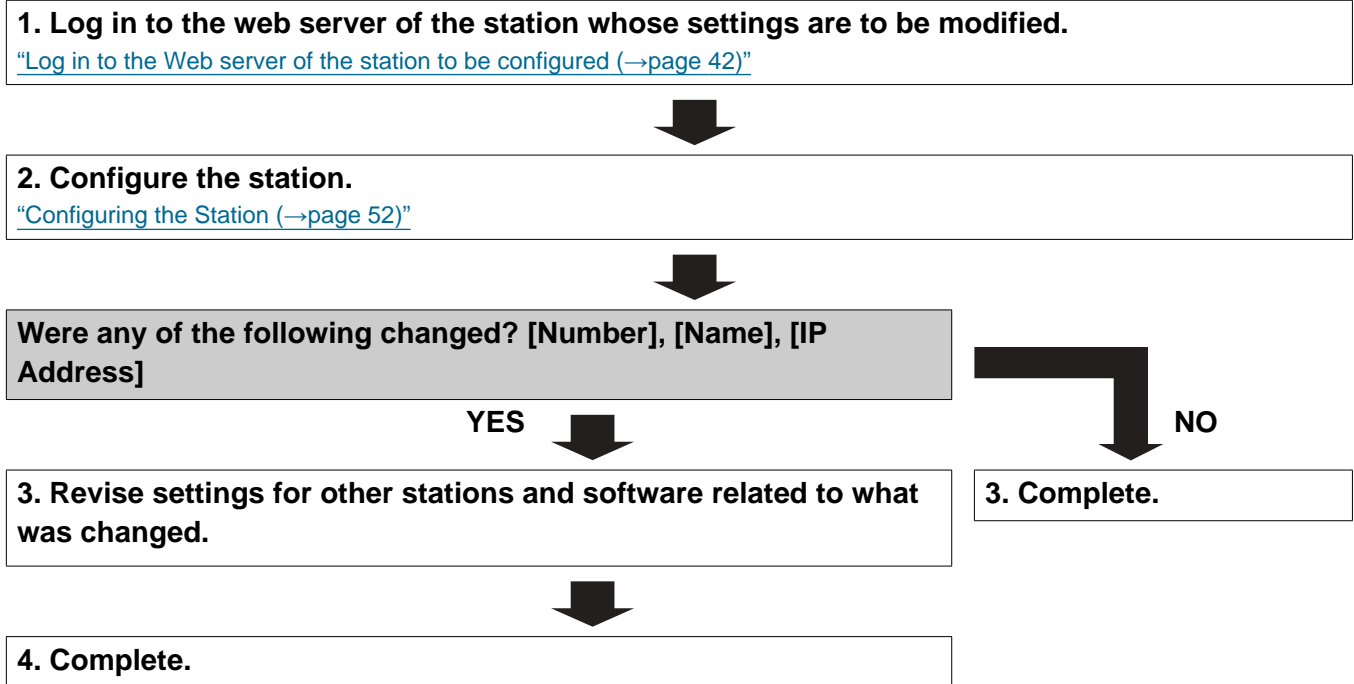 1. Log in to the web server of the station whose settings are to be modified.
“Log in to the Web server of the station to be configured (→page 42)”
2. Configure the station.
“Configuring the Station (→page 52)”
Were any of the following changed? [Number], [Name], [IP
Address]
YES
NO
3. Revise settings for other stations and software related to what
was changed.
3. Complete.
4. Complete.